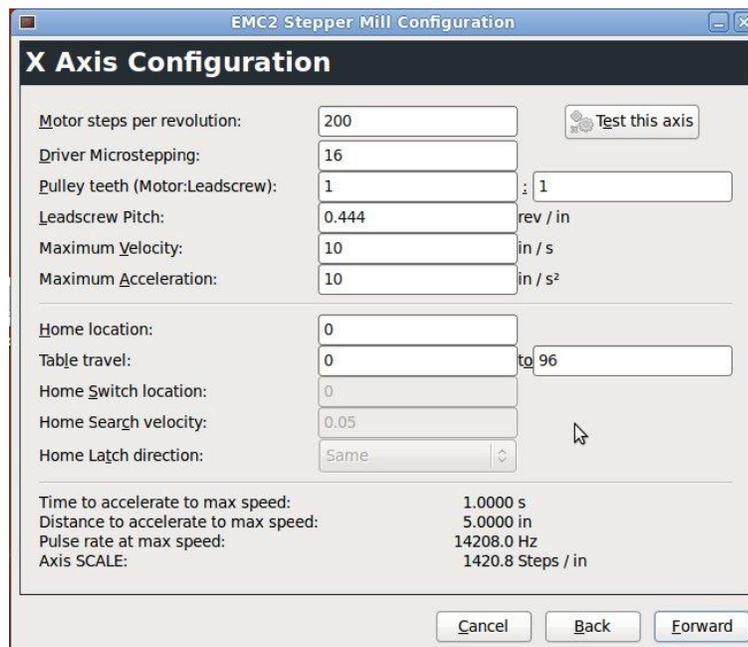 EMC2 Stepper Mill Configuration
X Axis Configuration
Motor steps per revolution: 200 Test this axis
Driver Microstepping: 16
Pulley teeth (Motor:Leadscrew): 1 : 1
Leadscrew Pitch: 0.444 rev / in
Maximum Velocity: 10 in / s
Maximum Acceleration: 10 in / s²
Home location: 0
Table travel: 0 to 96
Home Switch location: 0
Home Search velocity: 0.05
Home Latch direction: Same
Time to accelerate to max speed: 1.0000 s
Distance to accelerate to max speed: 5.0000 in
Pulse rate at max speed: 14208.0 Hz
Axis SCALE: 1420.8 Steps / in
Cancel Back Forward